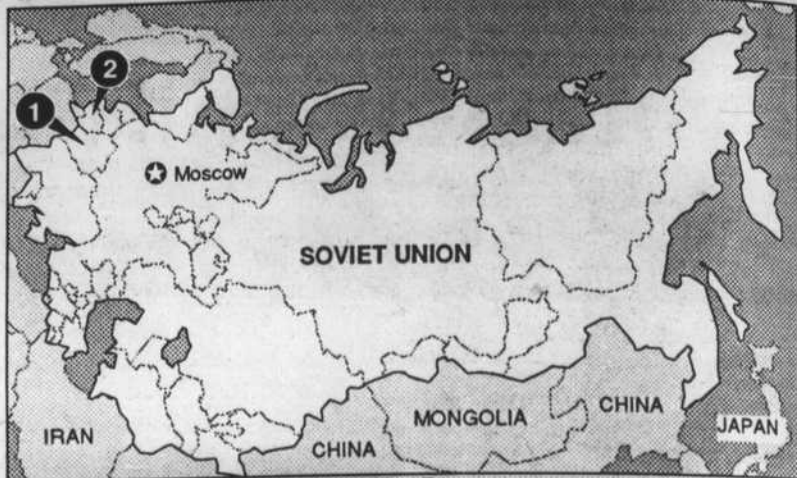 2
1
Moscow
SOVIET UNION
IRAN
CHINA
MONGOLIA
CHINA
JAPAN